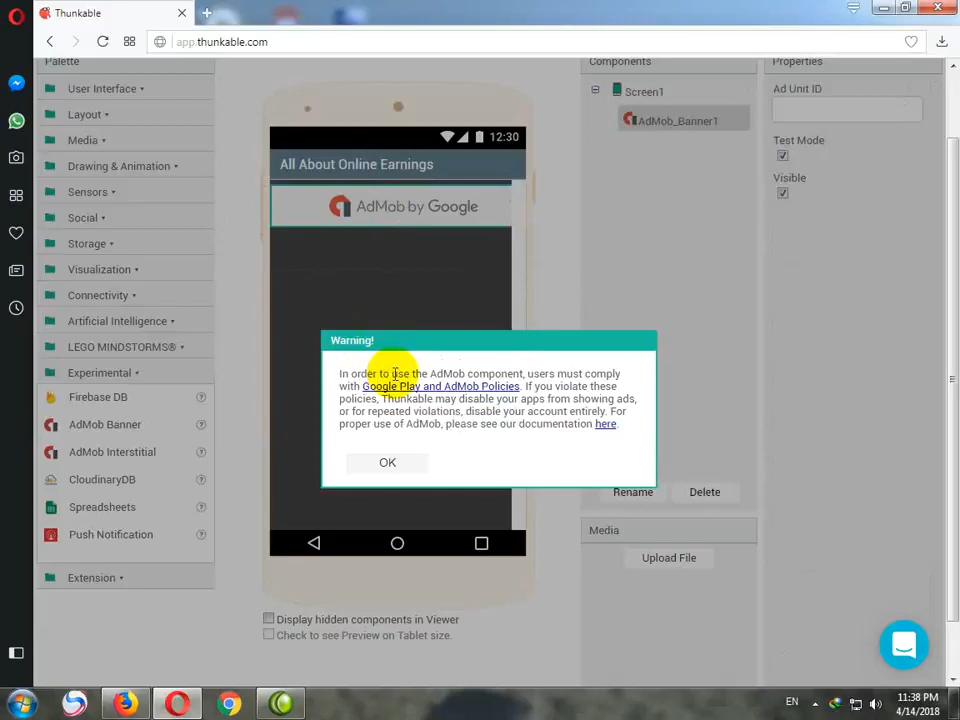 Thunkable
app.thunkable.com
Palette
User Interface
Layout
Media
Drawing & Animation
Sensors
Social
Storage
Visualization
Connectivity
Artificial Intelligence
LEGO MINDSTORMS®
Experimental
Firebase DB
AdMob Banner
AdMob Interstitial
CloudinaryDB
Spreadsheets
Push Notification
Extension
12:30
All About Online Earnings
AdMob by Google
Warning!
In order to use the AdMob component, users must comply
with Google Play and AdMob Policies. If you violate these
policies, Thunkable may disable your apps from showing ads,
or for repeated violations, disable your account entirely. For
proper use of AdMob, please see our documentation here.
OK
Display hidden components in Viewer
Check to see Preview on Tablet size.
Components
Screen1
AdMob_Banner1
Rename
Delete
Media
Upload File
Properties
Ad Unit ID
Test Mode
Visible
EN
11:38 PM
4/14/2018